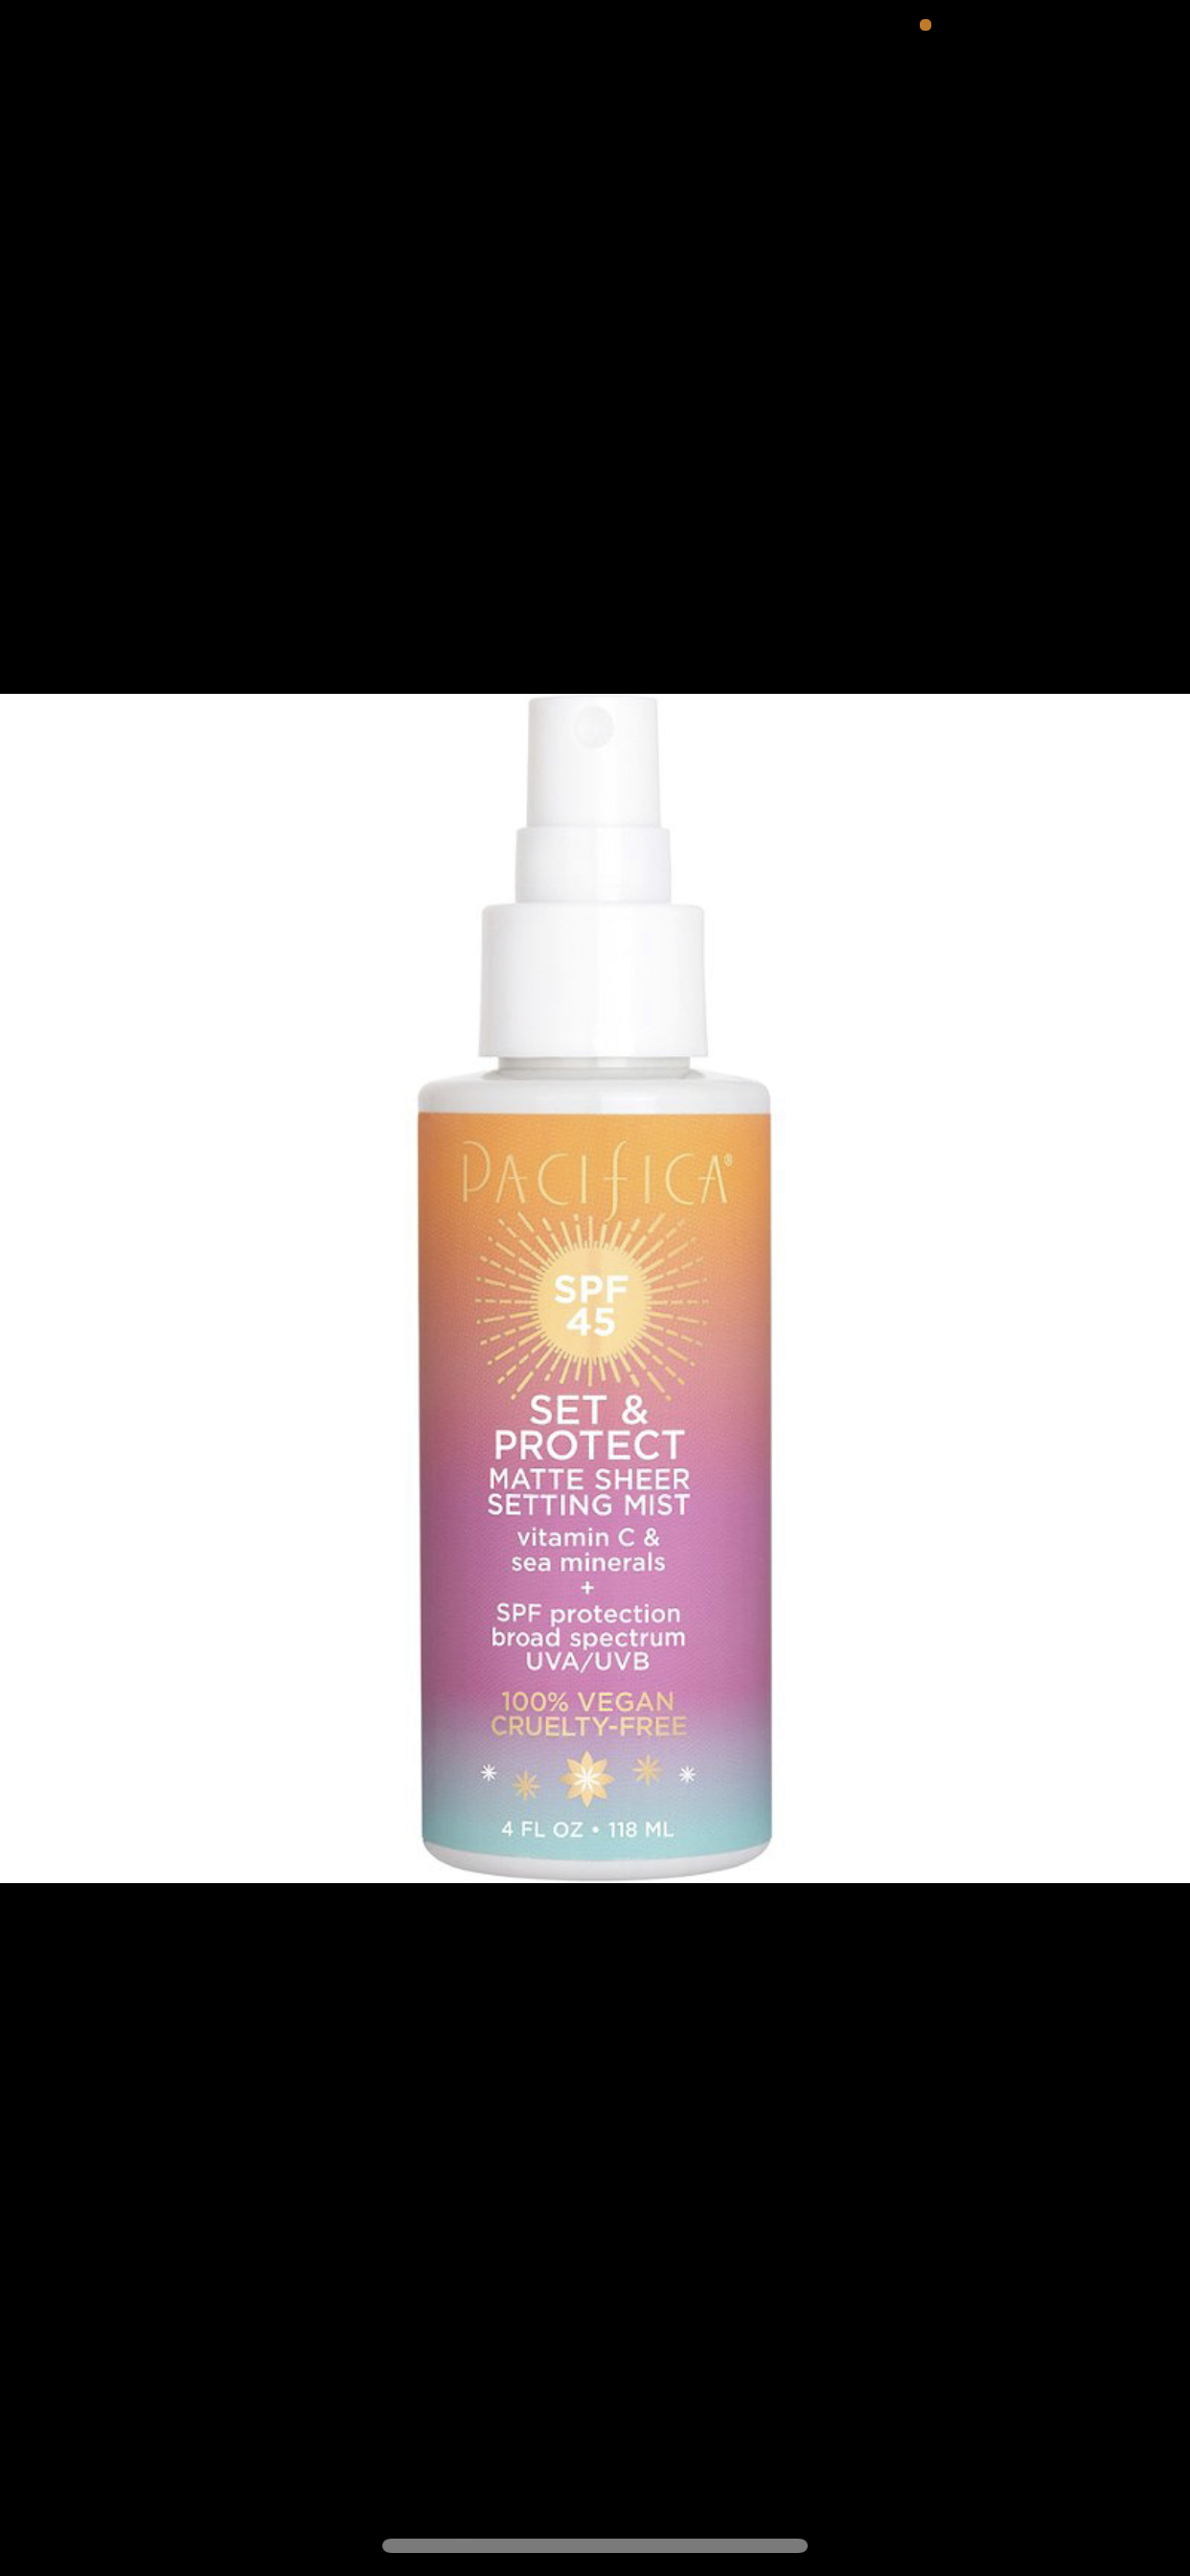 PACIFICA®
SPF
45
SET &
PROTECT
MATTE SHEER
SETTING MIST
vitamin C &
sea minerals
+
SPF protection
broad spectrum
UVA/UVB
100% VEGAN
CRUELTY-FREE
4 FL OZ • 118 ML